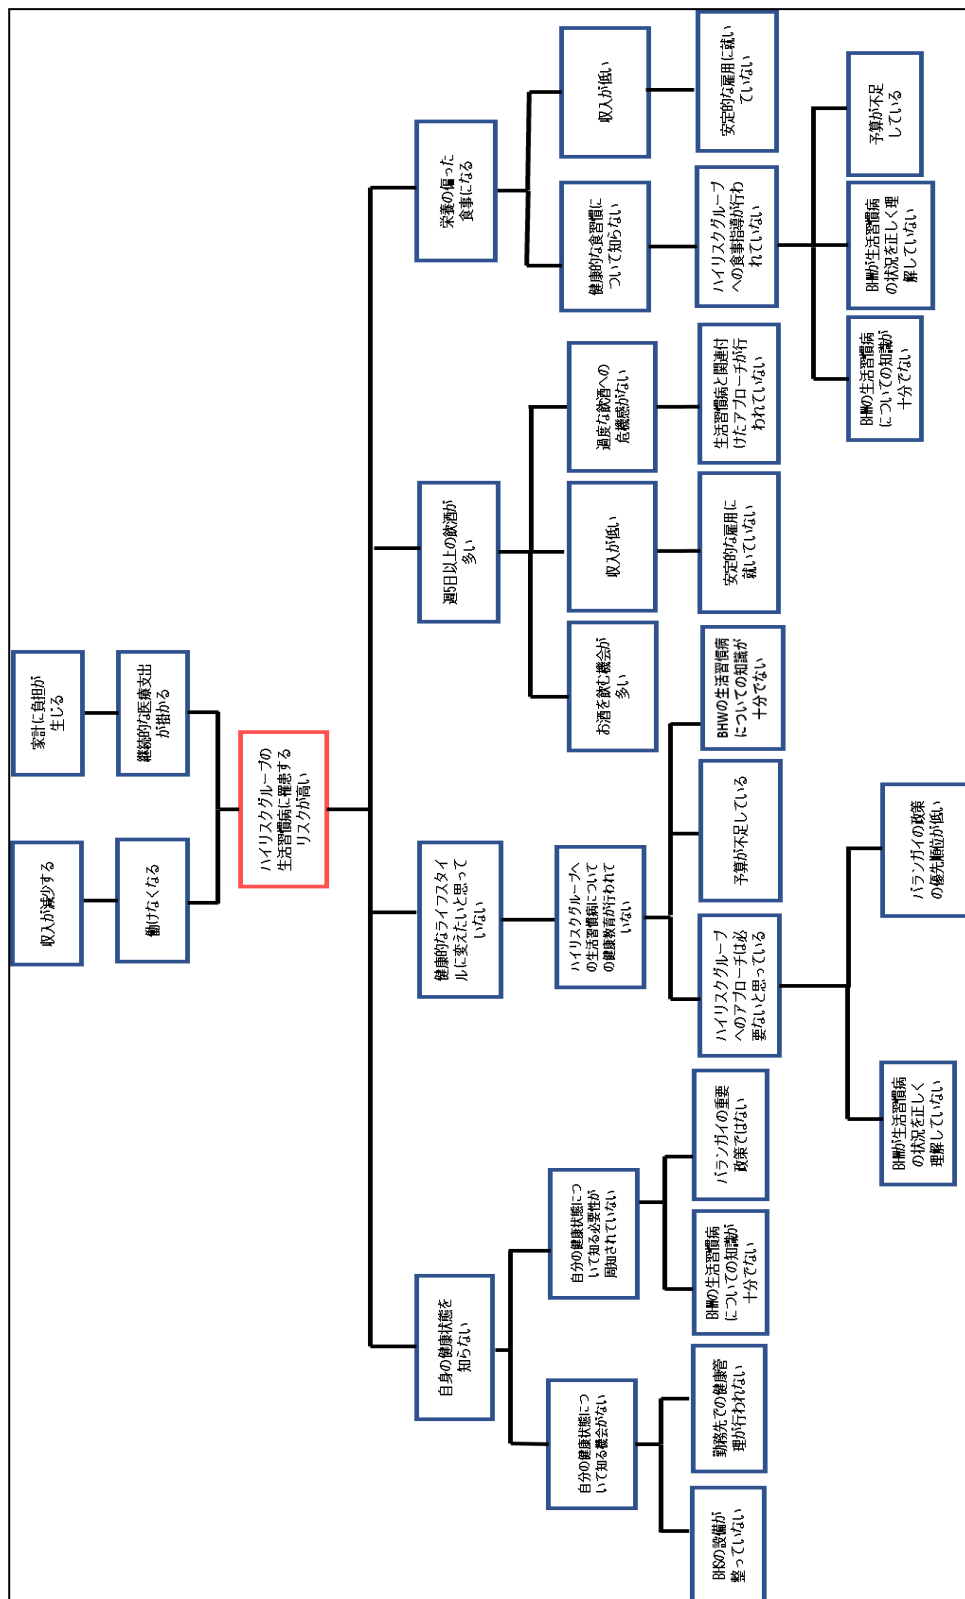 収入が減少する
家計に負担が
生じる
働けなくなる
継続的な医療支出
が掛かる
ハイリスクグループの
生活習慣病に罹患する
リスクが高い
自身の健康状態を
知らない
健康的なライフスタイ
ルに変えたいと思って
いない
週5日以上の飲酒が
多い
栄養の偏った
食事になる
自分の健康状態につ
いて知る機会がない
自分の健康状態につ
いて知る必要性が
周知されていない
ハイリスクグループへ
の生活習慣病について
の健康教育が行われて
いない
お酒を飲む機会が
多い
収入が低い
過度な飲酒への
危機感がない
健康的な食習慣に
ついて知らない
収入が低い
BHSの設備が
整っていない
勤務先での健康管
理が行われない
BHWの生活習慣病
についての知識が
十分でない
バランガイの重要
政策ではない
ハイリスクグループ
へのアプローチは必
要ないと思っている
予算が不足している
BHWの生活習慣病
についての知識が
十分でない
安定的な雇用に
就いていない
生活習慣病と関連付
けたアプローチが行
われていない
ハイリスクグループ
への食事指導が行わ
れていない
安定的な雇用に就い
ていない
BHWが生活習慣病
の状況を正しく
理解していない
バランガイの政策
の優先順位が低い
BHWの生活習慣病
についての知識が
十分でない
BHWが生活習慣病
の状況を正しく理
解していない
予算が不足
している